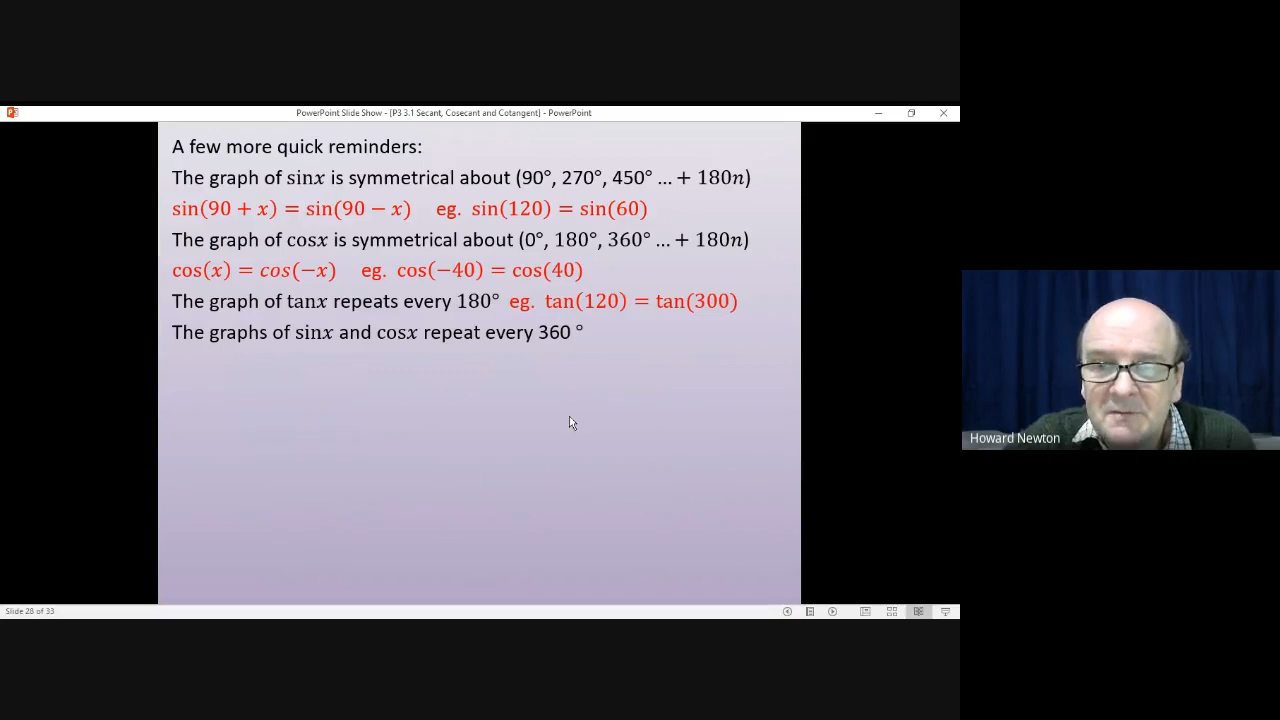 PowerPoint Slide Show - [P3 3.1 Secant, Cosecant and Cotangent] - PowerPoint
A few more quick reminders:
The graph of sin𝑥 is symmetrical about (90°, 270°, 450° ... + 180𝑛)
sin(90 + 𝑥) = sin(90 − 𝑥) eg. sin(120) = sin(60)
The graph of cos𝑥 is symmetrical about (0°, 180°, 360° ... + 180𝑛)
cos(𝑥) = 𝑐𝑜𝑠(−𝑥) eg. cos(−40) = cos(40)
The graph of tan𝑥 repeats every 180° eg. tan(120) = tan(300)
The graphs of sin𝑥 and cos𝑥 repeat every 360 °
Howard Newton
Slide 28 of 33